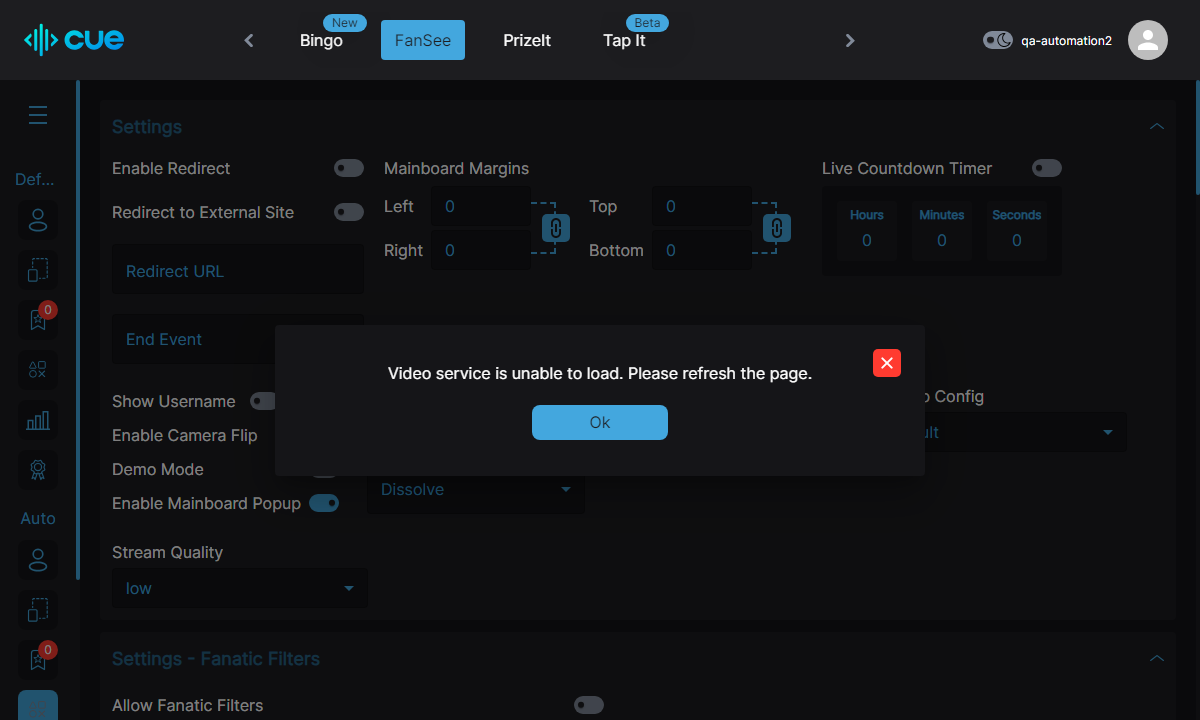 cue
New
Bingo
FanSee
PrizeIt
Beta
Tap It
qa-automation2
Def...
0
Auto
0
Settings
Enable Redirect
Redirect to External Site
Redirect URL
End Event
Mainboard Margins
Left 0
Right 0
Top 0
Bottom 0
Live Countdown Timer
Hours Minutes Seconds
0 0 0
Video service is unable to load. Please refresh the page.
Ok
Show Username
Enable Camera Flip
Demo Mode
Enable Mainboard Popup
Dissolve
Config
Stream Quality
low
Settings - Fanatic Filters
Allow Fanatic Filters